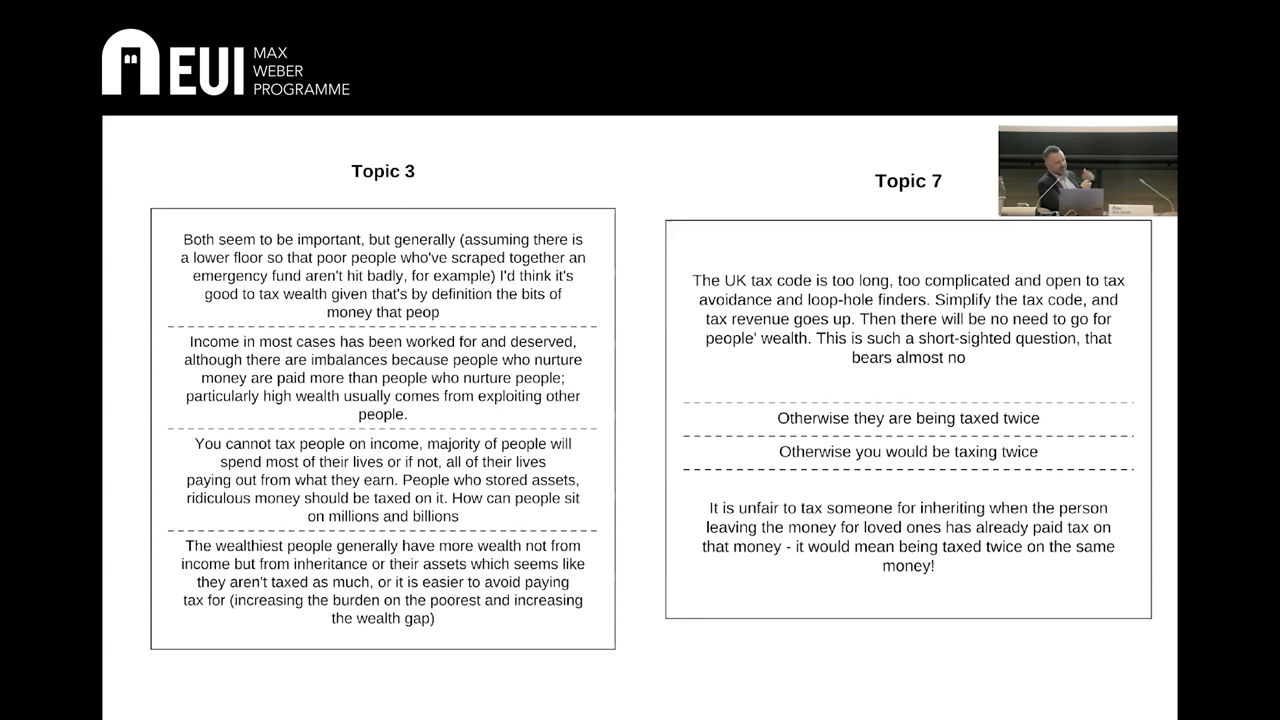 EUI
MAX
WEBER
PROGRAMME
Topic 3
Both seem to be important, but generally (assuming there is
a lower floor so that poor people who've scraped together an
emergency fund aren't hit badly, for example) I'd think it's
good to tax wealth given that's by definition the bits of
money that peop
Income in most cases has been worked for and deserved,
although there are imbalances because people who nurture
money are paid more than people who nurture people;
particularly high wealth usually comes from exploiting other
people.
You cannot tax people on income, majority of people will
spend most of their lives or if not, all of their lives
paying out from what they earn. People who stored assets,
ridiculous money should be taxed on it. How can people sit
on millions and billions
The wealthiest people generally have more wealth not from
income but from inheritance or their assets which seems like
they aren't taxed as much, or it is easier to avoid paying
tax for (increasing the burden on the poorest and increasing
the wealth gap)
Topic 7
The UK tax code is too long, too complicated and open to tax
avoidance and loop-hole finders. Simplify the tax code, and
tax revenue goes up. Then there will be no need to go for
people' wealth. This is such a short-sighted question, that
bears almost no
Otherwise they are being taxed twice
Otherwise you would be taxing twice
It is unfair to tax someone for inheriting when the person
leaving the money for loved ones has already paid tax on
that money - it would mean being taxed twice on the same
money!